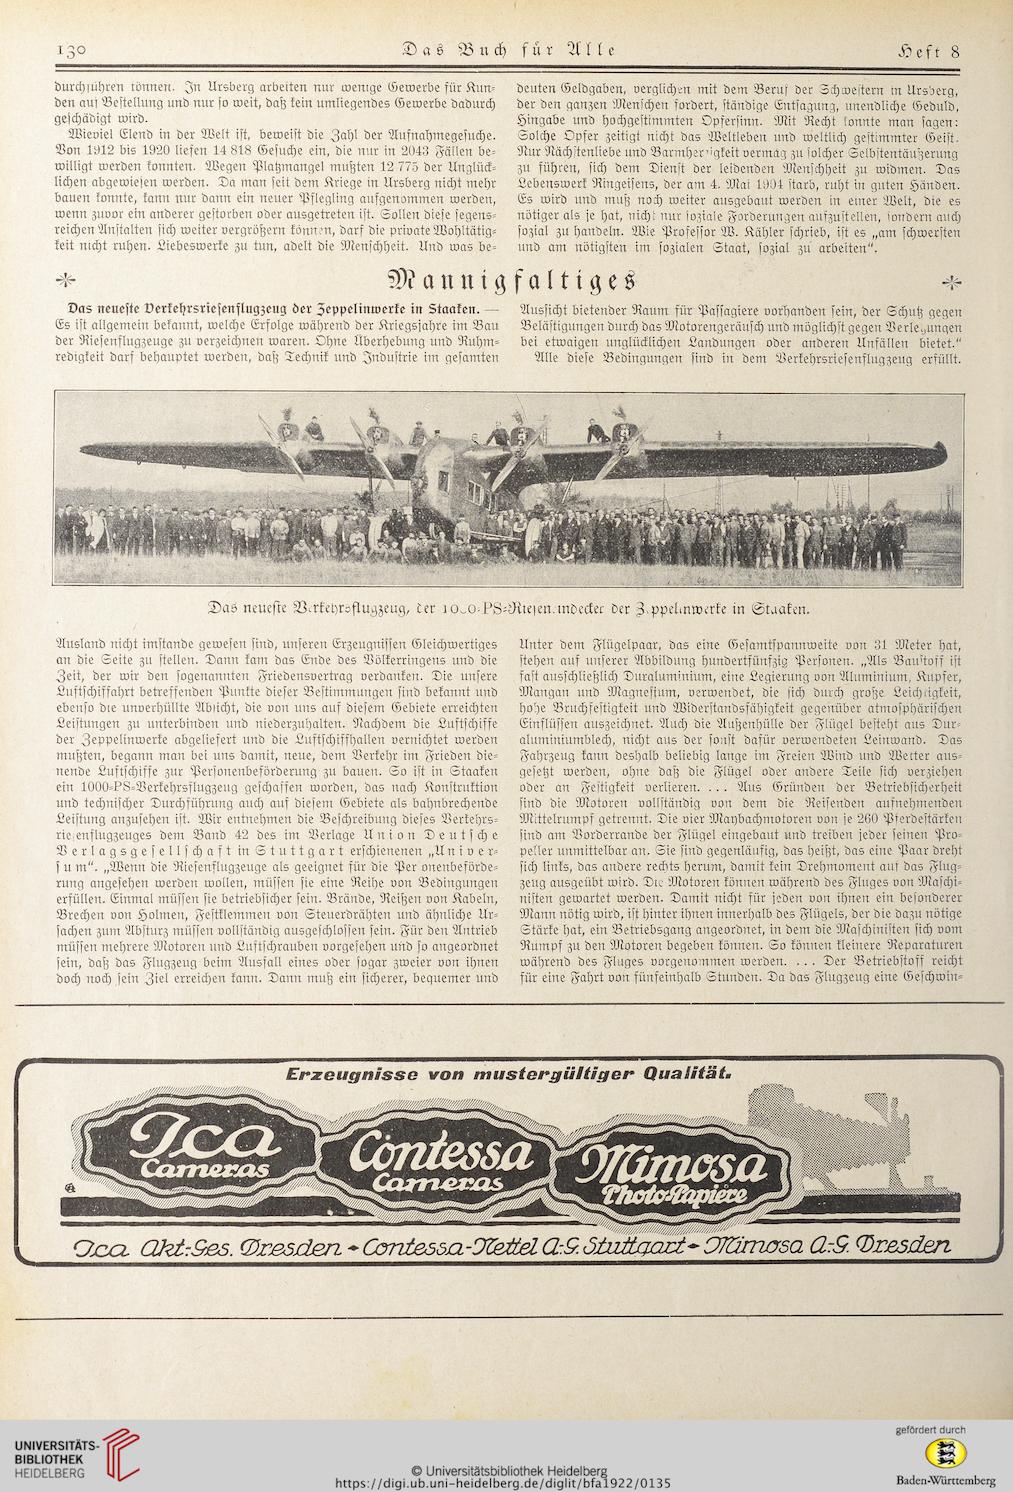 130
Das Buch für Alle
Heft 8
durchführen können. In Ursberg arbeiten nur wenige Gewerbe für Kun-
den auf Bestellung und nur so weit, daß kein umliegendes Gewerbe dadurch
geschädigt wird.
Wieviel Elend in der Welt ist, beweist die Zahl der Aufnahmegesuche.
Von 1912 bis 1920 liefen 14 818 Gesuche ein, die nur in 2043 Fällen be-
willigt werden konnten. Wegen Platzmangel mußten 12 775 der Unglück-
lichen abgewiesen werden. Da man seit dem Kriege in Ursberg nicht mehr
bauen konnte, kann nur dann ein neuer Pflegling aufgenommen werden,
wenn zuvor ein anderer gestorben oder ausgetreten ist. Sollen diese segens-
reichen Anstalten sich weiter vergrößern können, darf die private Wohltätig-
keit nicht ruhen. Liebeswerke zu tun, adelt die Menschheit. Und was be-
deuten Geldgaben, verglichen mit dem Beruf der Schwestern in Ursberg,
der den ganzen Menschen fordert, ständige Entsagung, unendliche Geduld,
Hingabe und hochgestimmten Opfersinn. Mit Recht konnte man sagen:
Solche Opfer zeitigt nicht das Weltleben und weltlich gestimmter Geist.
Nur Nächstenliebe und Barmherzigkeit vermag zu solcher Selbstentäußerung
zu führen, sich dem Dienst der leidenden Menschheit zu widmen. Das
Lebenswerk Ringeisens, der am 4. Mai 1904 starb, ruht in guten Händen.
Es wird und muß noch weiter ausgebaut werden in einer Welt, die es
nötiger als je hat, nicht nur soziale Forderungen aufzustellen, sondern auch
sozial zu handeln. Wie Professor W. Kähler schrieb, ist es „am schwersten
und am nötigsten im sozialen Staat, sozial zu arbeiten“.
Mannigfaltiges
Das neueste Verkehrsriesenflugzeug der Zeppelinwerke in Staaken. —
Es ist allgemein bekannt, welche Erfolge während der Kriegsjahre im Bau
der Riesenflugzeuge zu verzeichnen waren. Ohne Überhebung und Ruhm-
redigkeit darf behauptet werden, daß Technik und Industrie im gesamten
Aussicht bietender Raum für Passagiere vorhanden sein, der Schutz gegen
Belästigungen durch das Motorengeräusch und möglichst gegen Verletzungen
bei etwaigen unglücklichen Landungen oder anderen Unfällen bietet.“
Alle diese Bedingungen sind in dem Verkehrsriesenflugzeug erfüllt.
Das neueste Verkehrsflugzeug, der 1000-PS-Rieseneindecker der Zeppelinwerke in Staaken.
Ausland nicht imstande gewesen sind, unseren Erzeugnissen Gleichwertiges
an die Seite zu stellen. Dann kam das Ende des Völkerringens und die
Zeit, der wir den sogenannten Friedensvertrag verdanken. Die unsere
Luftschiffahrt betreffenden Punkte dieser Bestimmungen sind bekannt und
ebenso die unverhüllte Absicht, die von uns auf diesem Gebiete erreichten
Leistungen zu unterbinden und niederzuhalten. Nachdem die Luftschiffe
der Zeppelinwerke abgeliefert und die Luftschiffhallen vernichtet werden
mußten, begann man bei uns damit, neue, dem Verkehr im Frieden die-
nende Luftschiffe zur Personenbeförderung zu bauen. So ist in Staaken
ein 1000-PS-Verkehrsflugzeug geschaffen worden, das nach Konstruktion
und technischer Durchführung auch auf diesem Gebiete als bahnbrechende
Leistung anzusehen ist. Wir entnehmen die Beschreibung dieses Verkehrs-
riesenflugzeuges dem Band 42 des im Verlage Union Deutsche
Verlagsgesellschaft in Stuttgart erschienenen „Univer-
sum“. „Wenn die Riesenflugzeuge als geeignet für die Personenbeförde-
rung angesehen werden wollen, müssen sie eine Reihe von Bedingungen
erfüllen. Einmal müssen sie betriebsicher sein. Brände, Reißen von Kabeln,
Brechen von Holmen, Festklemmen von Steuerdrähten und ähnliche Ur-
sachen zum Absturz müssen vollständig ausgeschlossen sein. Für den Antrieb
müssen mehrere Motoren und Luftschrauben vorgesehen und so angeordnet
sein, daß das Flugzeug beim Ausfall eines oder sogar zweier von ihnen
doch noch sein Ziel erreichen kann. Dann muß ein sicherer, bequemer und
Unter dem Flügelpaar, das eine Gesamtspannweite von 31 Meter hat,
stehen auf unserer Abbildung hundertfünfzig Personen. „Als Baustoff ist
fast ausschließlich Duraluminium, eine Legierung von Aluminium, Kupfer,
Mangan und Magnesium, verwendet, die sich durch große Leichtigkeit,
hohe Bruchfestigkeit und Widerstandsfähigkeit gegenüber atmosphärischen
Einflüssen auszeichnet. Auch die Außenhülle der Flügel besteht aus Dur-
aluminiumblech, nicht aus der sonst dafür verwendeten Leinwand. Das
Fahrzeug kann deshalb beliebig lange im Freien Wind und Wetter aus-
gesetzt werden, ohne daß die Flügel oder andere Teile sich verziehen
oder an Festigkeit verlieren. ... Aus Gründen der Betriebsicherheit
sind die Motoren vollständig von dem die Reisenden aufnehmenden
Mittelrumpf getrennt. Die vier Maybachmotoren von je 260 Pferdestärken
sind am Vorderrande der Flügel eingebaut und treiben jeder seinen Pro-
peller unmittelbar an. Sie sind gegenläufig, das heißt, das eine Paar dreht
sich links, das andere rechts herum, damit kein Drehmoment auf das Flug-
zeug ausgeübt wird. Die Motoren können während des Fluges von Maschi-
nisten gewartet werden. Damit nicht für jeden von ihnen ein besonderer
Mann nötig wird, ist hinter ihnen innerhalb des Flügels, der die dazu nötige
Stärke hat, ein Betriebsgang angeordnet, in dem die Maschinisten sich vom
Rumpf zu den Motoren begeben können. So können kleinere Reparaturen
während des Fluges vorgenommen werden. ... Der Betriebstoff reicht
für eine Fahrt von fünfeinhalb Stunden. Da das Flugzeug eine Geschwin-
Erzeugnisse von mustergültiger Qualität.
Ica
Cameras
Contessa
Cameras
Mimosa
Photo-Papiere
Ica Akt.-Ges. Dresden - Contessa-Nettel A.-G. Stuttgart - Mimosa A.-G. Dresden
UNIVERSITÄTS-
BIBLIOTHEK
HEIDELBERG
© Universitätsbibliothek Heidelberg
https://digi.ub.uni-heidelberg.de/diglit/bfa1922/0135
gefördert durch
Baden-Württemberg